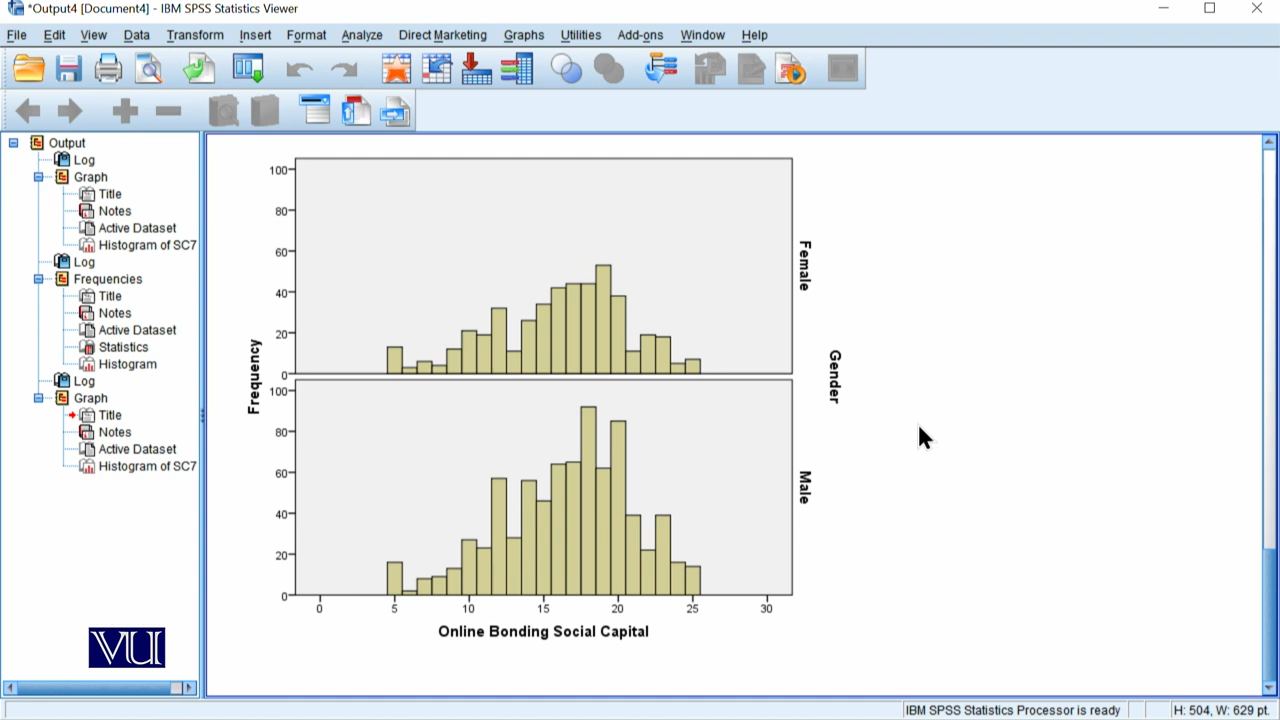 *Output4 [Document4] - IBM SPSS Statistics Viewer
File Edit View Data Transform Insert Format Analyze Direct Marketing Graphs Utilities Add-ons Window Help
Output
Log
Graph
Title
Notes
Active Dataset
Histogram of SC7
Log
Frequencies
Title
Notes
Active Dataset
Statistics
Histogram
Log
Graph
Title
Notes
Active Dataset
Histogram of SC7
VU
100
80
60
40
20
0
Female
Frequency
Gender
100
80
60
40
20
0
Male
0 5 10 15 20 25 30
Online Bonding Social Capital
IBM SPSS Statistics Processor is ready
H: 504, W: 629 pt.